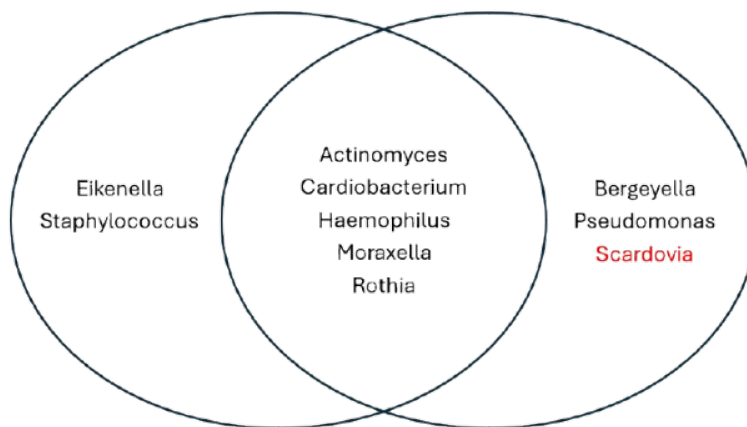 Eikenella
Staphylococcus
Actinomyces
Cardiobacterium
Haemophilus
Moraxella
Rothia
Bergeyella
Pseudomonas
Scardovia